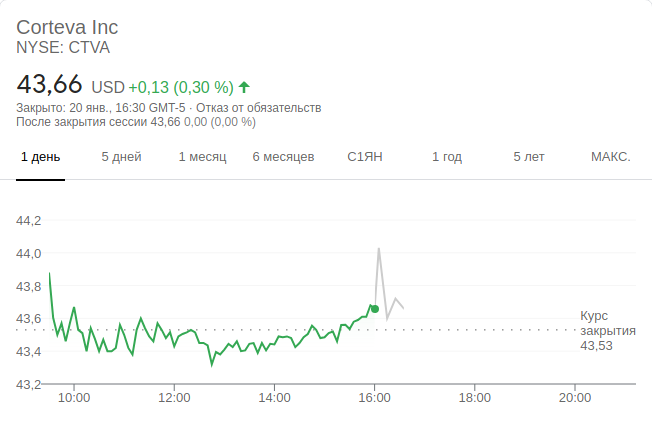 Corteva Inc
NYSE: CTVA
43,66 USD +0,13 (0,30 %)
Закрыто: 20 янв., 16:30 GMT-5 · Отказ от обязательств
После закрытия сессии 43,66 0,00 (0,00 %)
1 день 5 дней 1 месяц 6 месяцев С1ЯН 1 год 5 лет МАКС.
44,2
44,0
43,8
43,6
43,4
43,2
Курс
закрытия
43,53
10:00 12:00 14:00 16:00 18:00 20:00